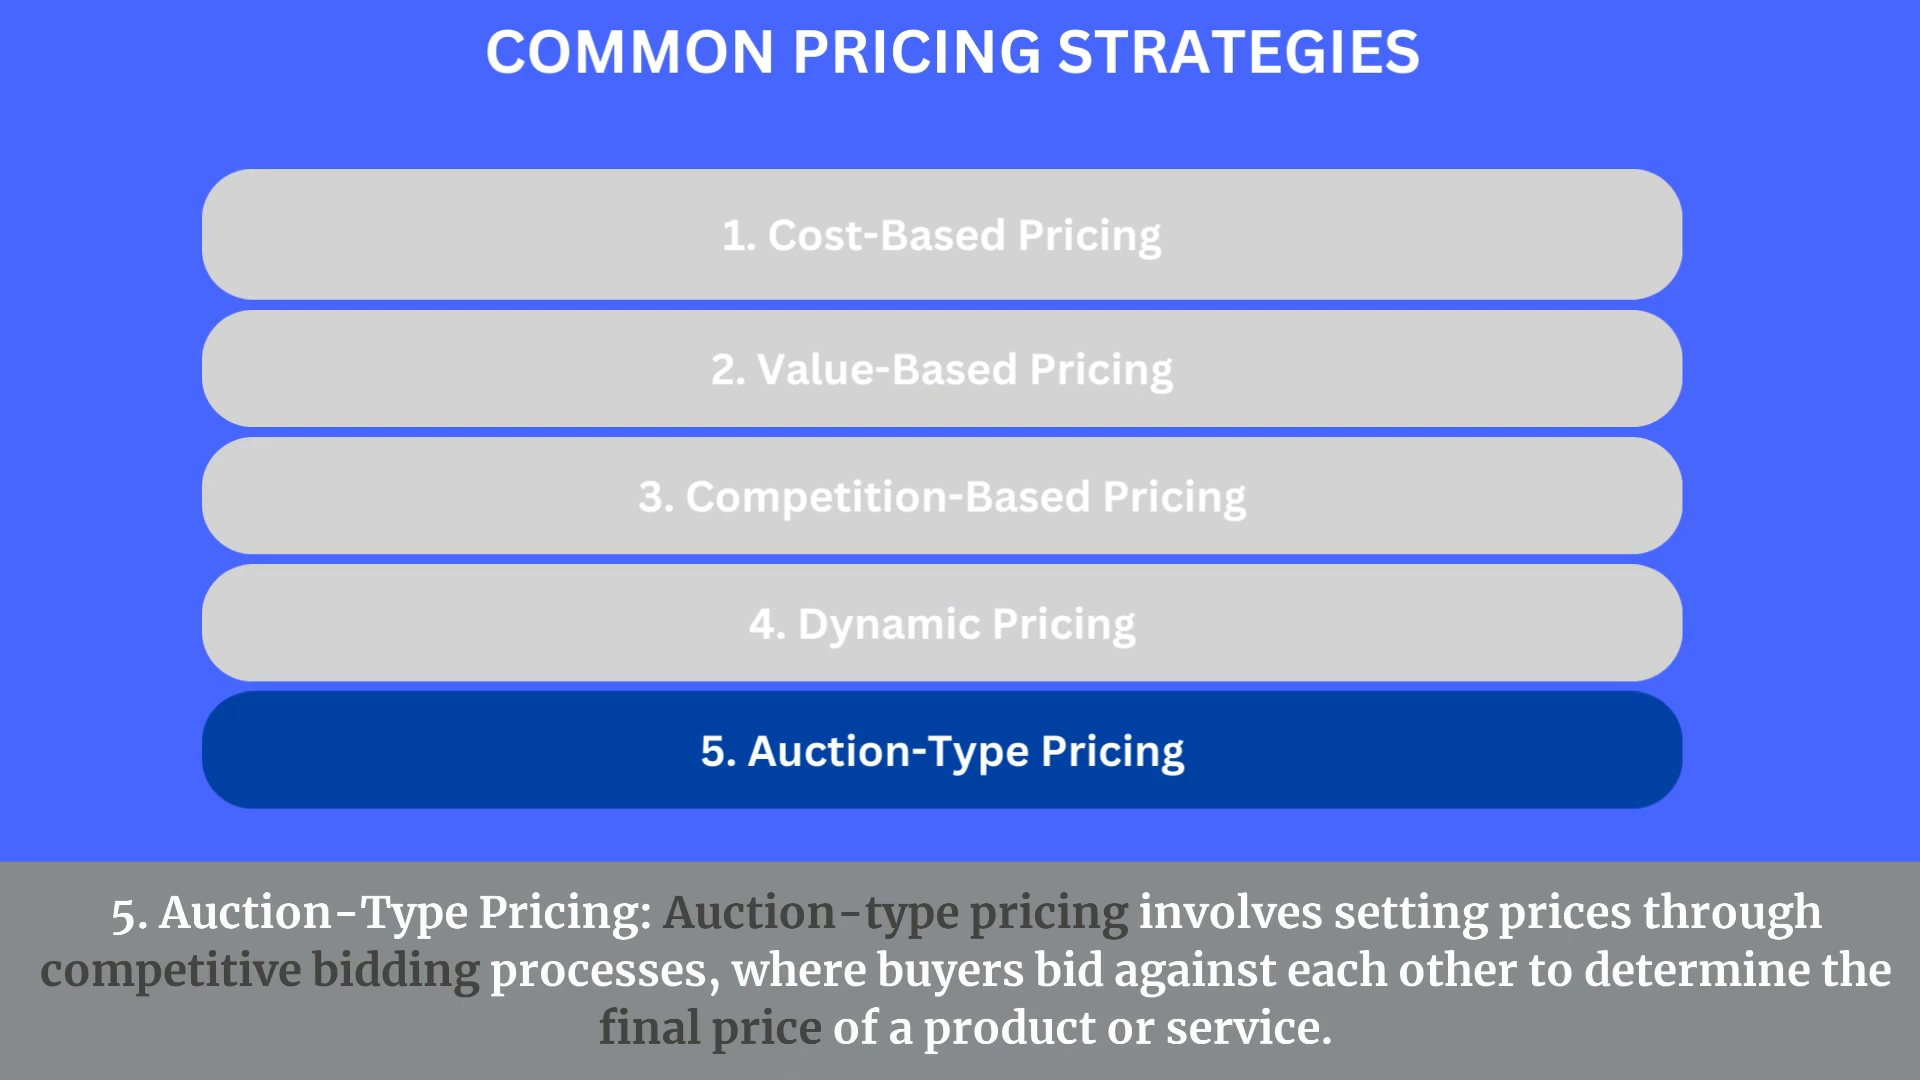 COMMON PRICING STRATEGIES
1. Cost-Based Pricing
2. Value-Based Pricing
3. Competition-Based Pricing
4. Dynamic Pricing
5. Auction-Type Pricing
5. Auction-Type Pricing: Auction-type pricing involves setting prices through
competitive bidding processes, where buyers bid against each other to determine the
final price of a product or service.